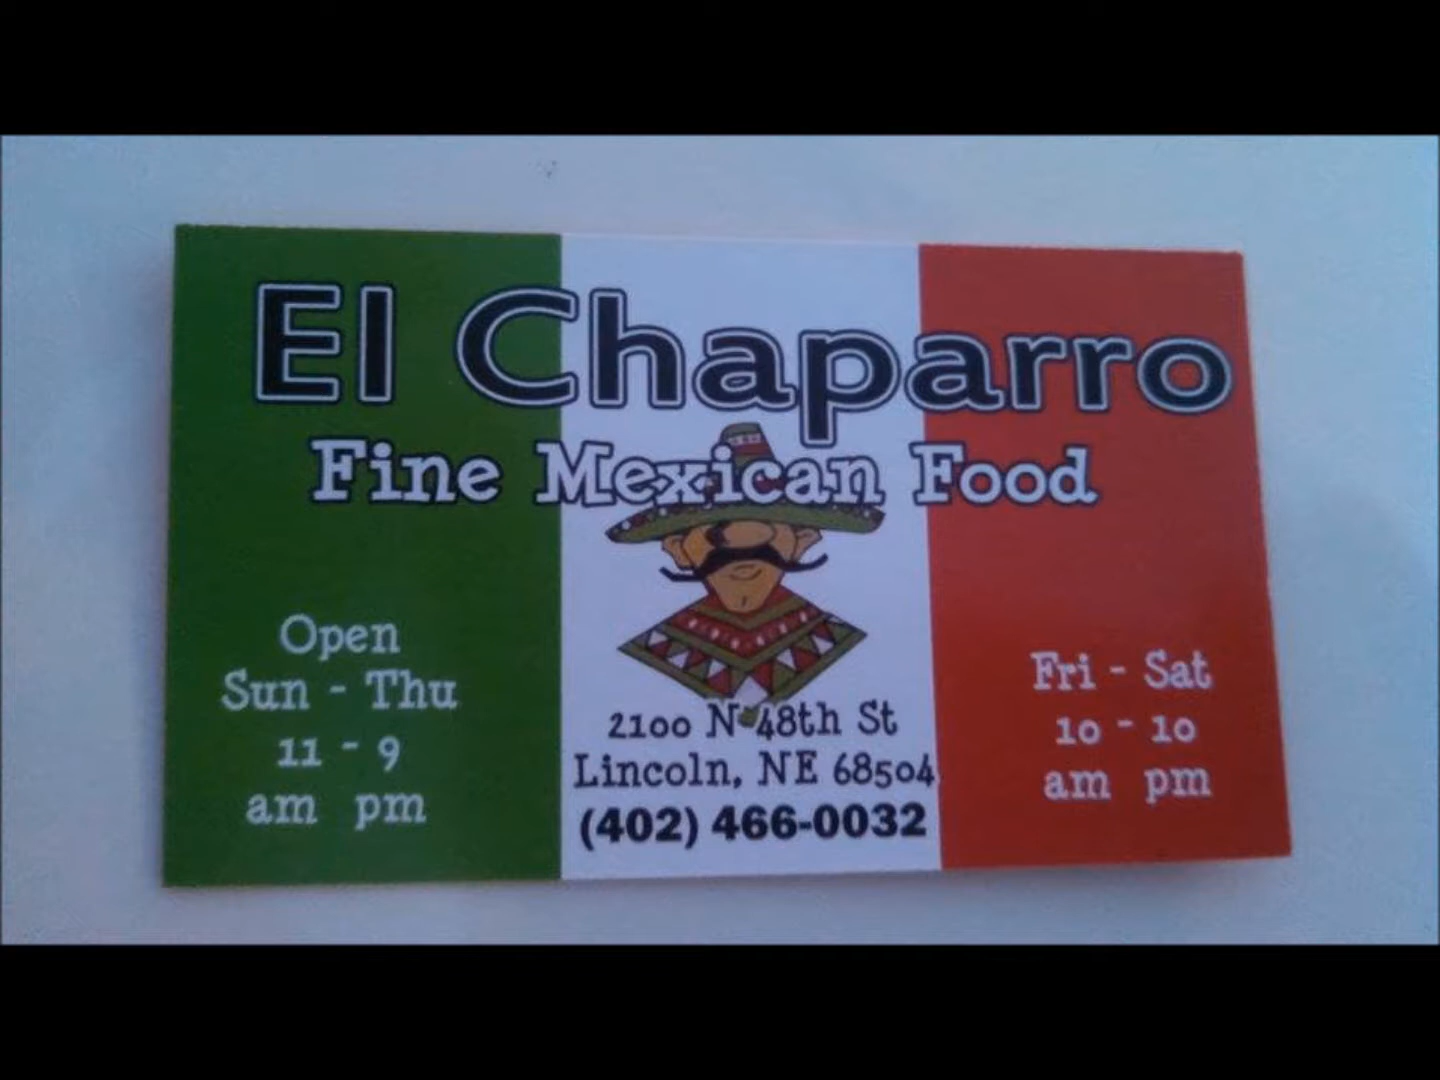 El Chaparro
Fine Mexican Food
Open
Sun - Thu
11 - 9
am pm
2100 N 48th St
Lincoln, NE 68504
(402) 466-0032
Fri - Sat
10 - 10
am pm